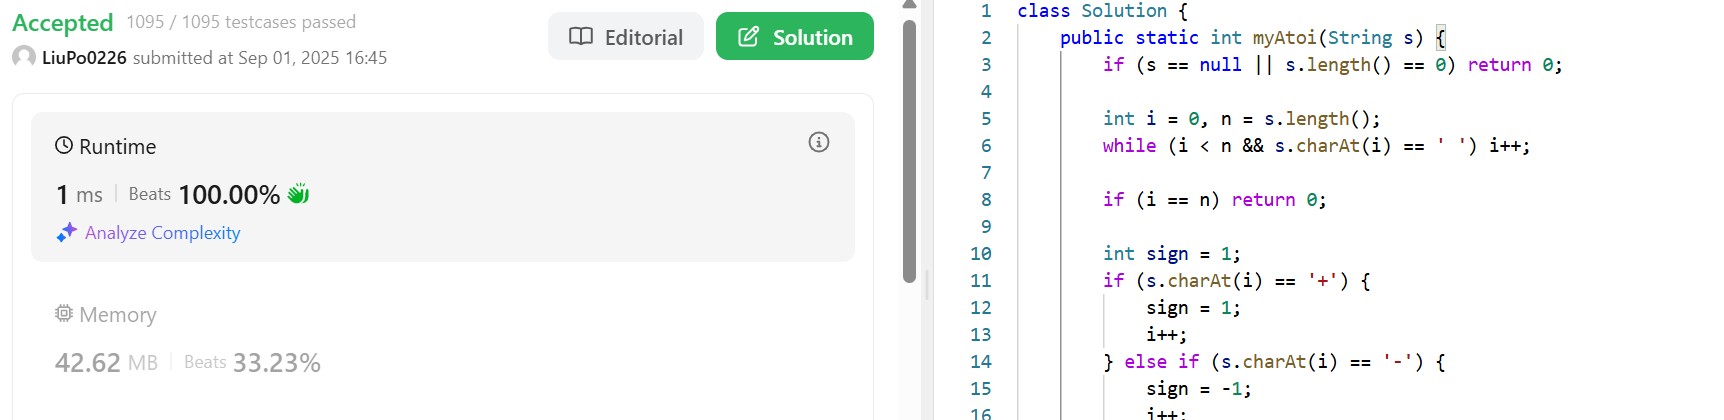 Accepted 1095 / 1095 testcases passed
LiuPo0226 submitted at Sep 01, 2025 16:45
Editorial
Solution
Runtime
1 ms | Beats 100.00%
Analyze Complexity
Memory
42.62 MB | Beats 33.23%
1 class Solution {
2 public static int myAtoi(String s) {
3 if (s == null || s.length() == 0) return 0;
4
5 int i = 0, n = s.length();
6 while (i < n && s.charAt(i) == ' ') i++;
7
8 if (i == n) return 0;
9
10 int sign = 1;
11 if (s.charAt(i) == '+') {
12 sign = 1;
13 i++;
14 } else if (s.charAt(i) == '-') {
15 sign = -1;
16 i++;